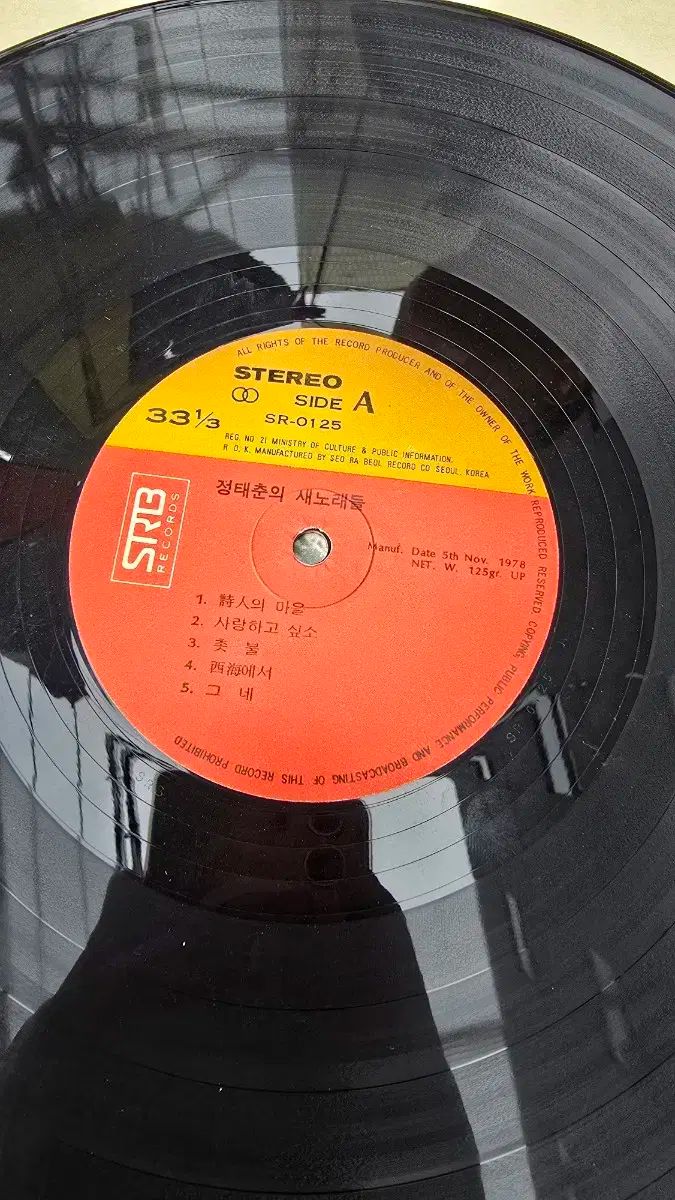 ALL RIGHTS OF THE RECORD PRODUCER AND OF THE OWNER OF THE WORK REPRODUCED RESERVED COPYING, PUBLIC PERFORMANCE AND BROADCASTING OF THIS RECORD PROHIBITED
STEREO
SIDE A
33 1/3
SR-0125
REG. NO 21 MINISTRY OF CULTURE & PUBLIC INFORMATION.
R. O. K. MANUFACTURED BY SEO RA BEUL RECORD CO SEOUL, KOREA
SRB
RECORDS
정태춘의 새노래들
Manuf. Date 5th Nov. 1978
NET. W. 125gr. UP
1. 詩人의 마을
2. 사랑하고 싶소
3. 촛 불
4. 西海에서
5. 그 네